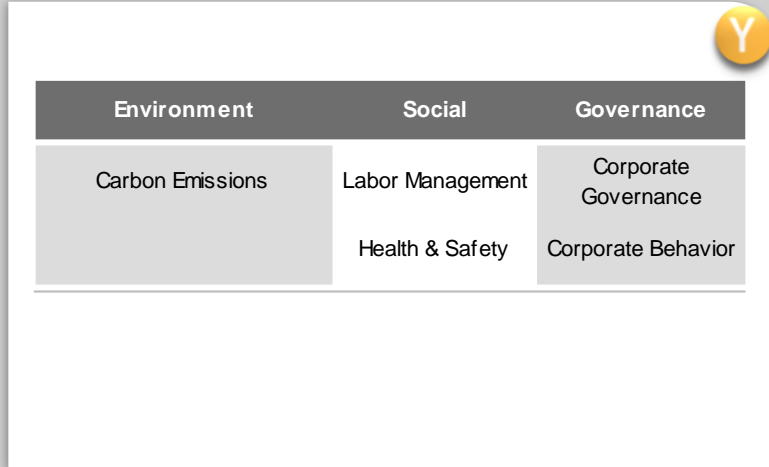 Y
Environment Social Governance
Carbon Emissions Labor Management Corporate
Governance
Health & Safety Corporate Behavior